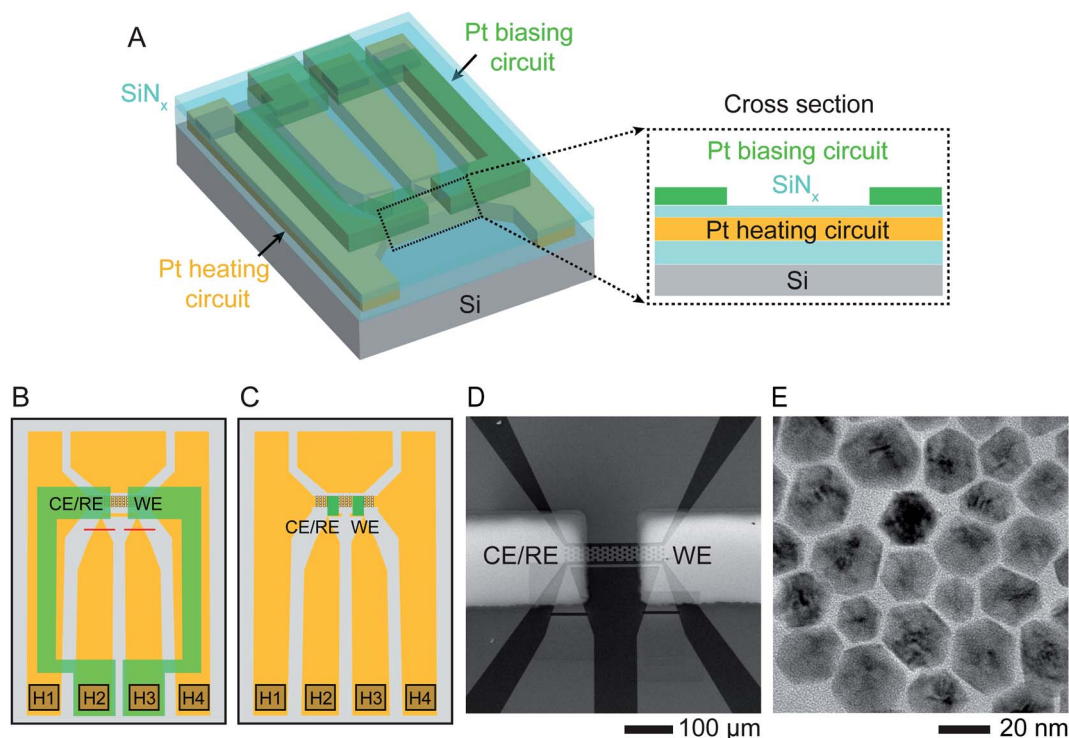 A
Pt biasing
circuit
SiNₓ
Pt heating
circuit
Si
Cross section
Pt biasing circuit
SiNₓ
Pt heating circuit
Si
B
CE/RE
WE
H1
H2
H3
H4
C
CE/RE
WE
H1
H2
H3
H4
D
CE/RE
WE
100 µm
E
20 nm